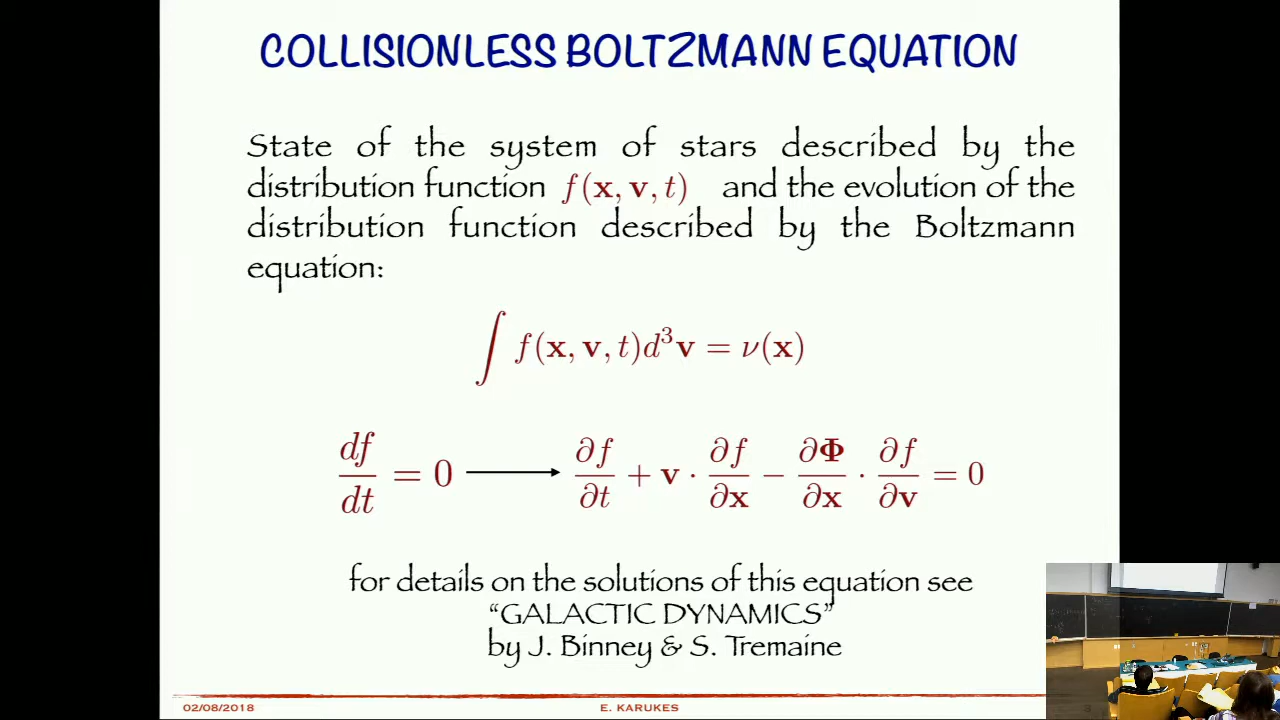 COLLISIONLESS BOLTZMANN EQUATION
State of the system of stars described by the
distribution function f(x, v, t) and the evolution of the
distribution function described by the Boltzmann
equation:
∫ f(x, v, t)d³v = ν(x)
df/dt = 0 → ∂f/∂t + v · ∂f/∂x − ∂Φ/∂x · ∂f/∂v = 0
for details on the solutions of this equation see
“GALACTIC DYNAMICS”
by J. Binney & S. Tremaine
02/08/2018 E. KARUKES